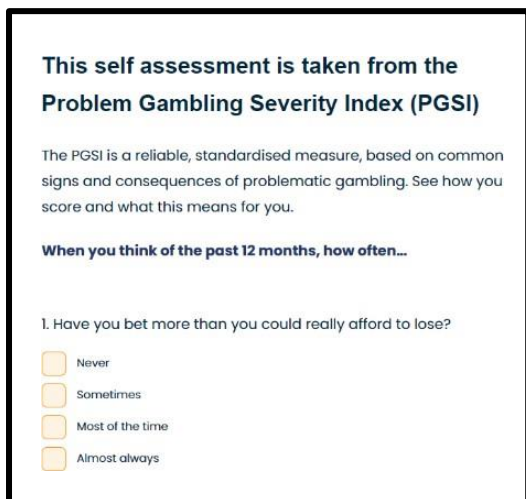 This self assessment is taken from the
Problem Gambling Severity Index (PGSI)
The PGSI is a reliable, standardised measure, based on common
signs and consequences of problematic gambling. See how you
score and what this means for you.
When you think of the past 12 months, how often...
1. Have you bet more than you could really afford to lose?
Never
Sometimes
Most of the time
Almost always